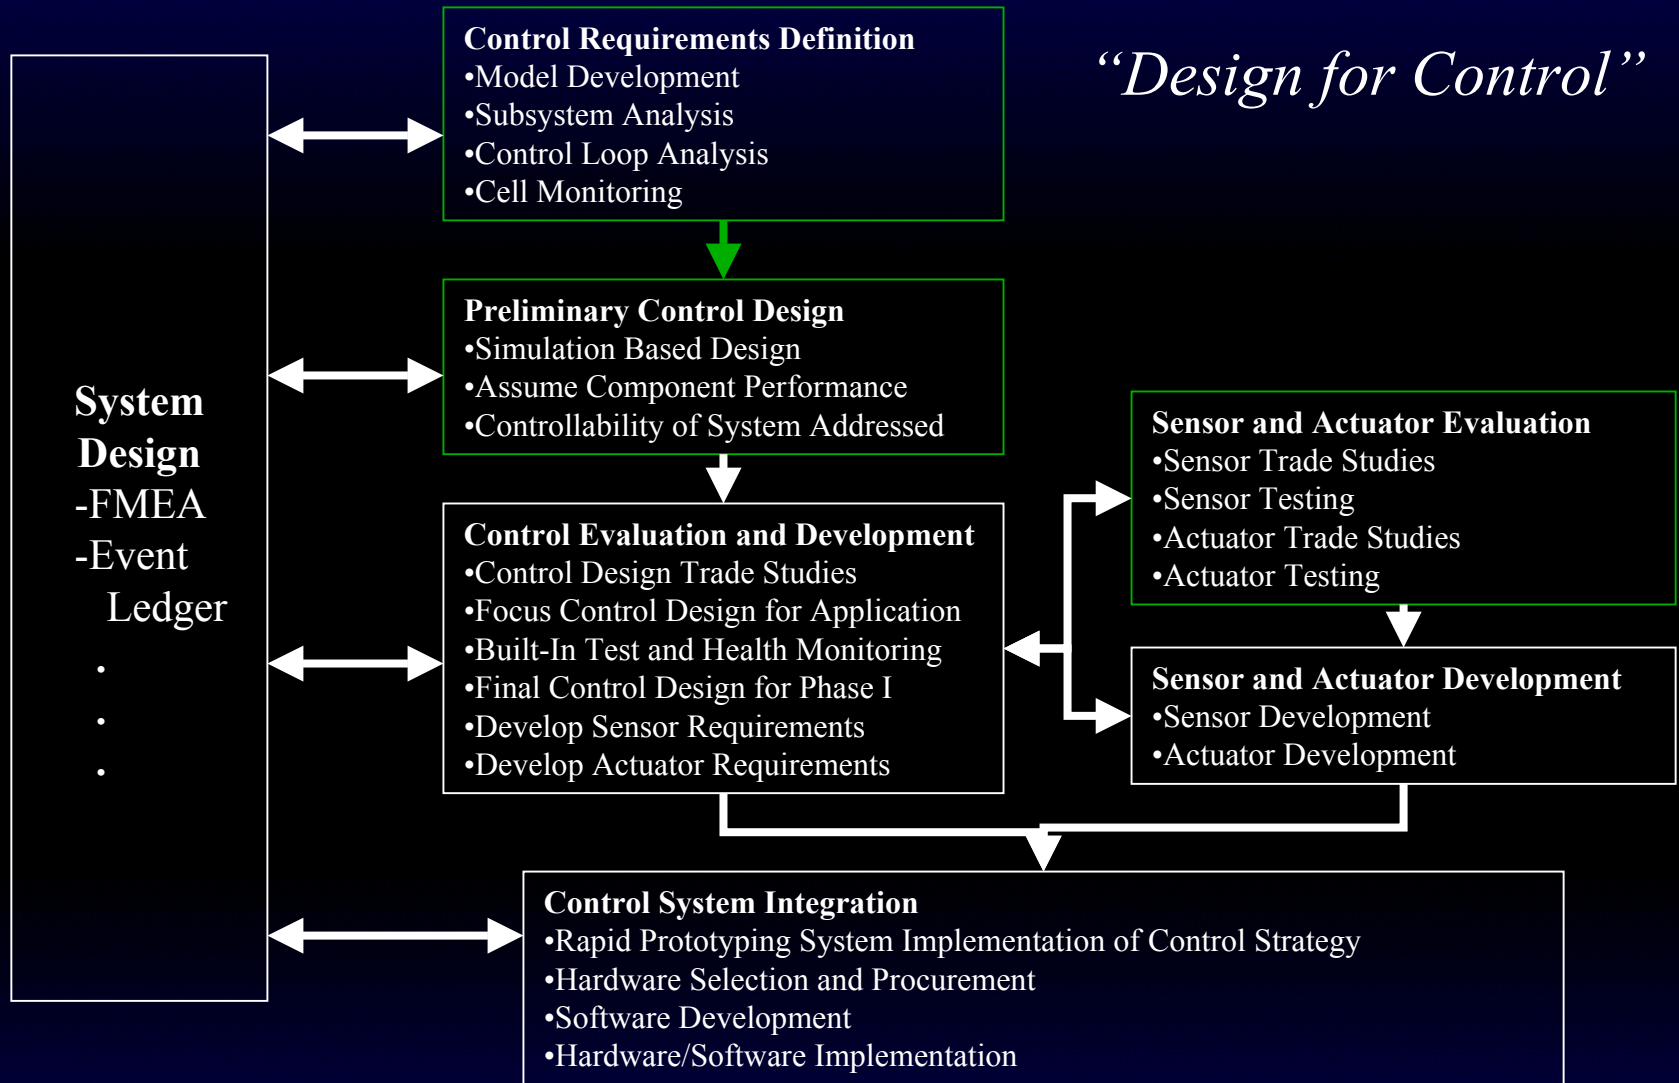 “Design for Control”
Control Requirements Definition
•Model Development
•Subsystem Analysis
•Control Loop Analysis
•Cell Monitoring
Preliminary Control Design
•Simulation Based Design
•Assume Component Performance
•Controllability of System Addressed
System
Design
-FMEA
-Event
Ledger
.
.
.
Control Evaluation and Development
•Control Design Trade Studies
•Focus Control Design for Application
•Built-In Test and Health Monitoring
•Final Control Design for Phase I
•Develop Sensor Requirements
•Develop Actuator Requirements
Sensor and Actuator Evaluation
•Sensor Trade Studies
•Sensor Testing
•Actuator Trade Studies
•Actuator Testing
Sensor and Actuator Development
•Sensor Development
•Actuator Development
Control System Integration
•Rapid Prototyping System Implementation of Control Strategy
•Hardware Selection and Procurement
•Software Development
•Hardware/Software Implementation